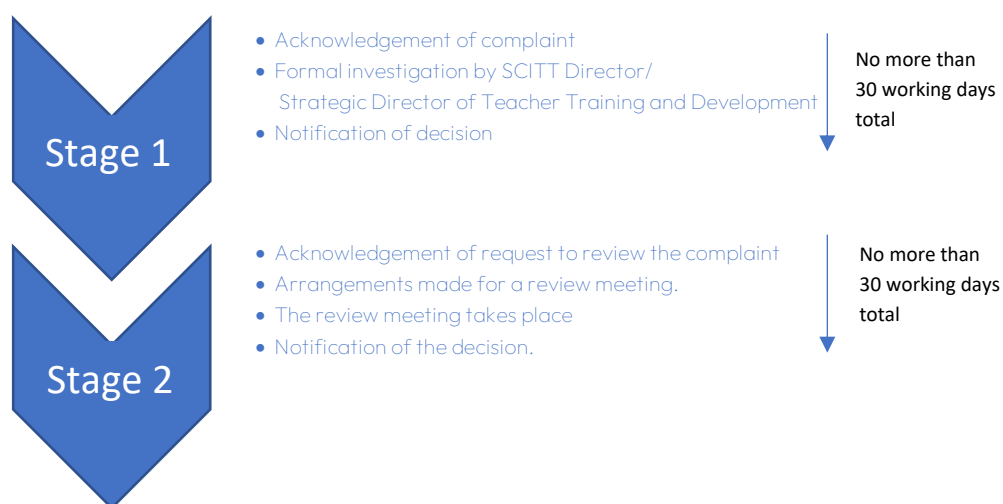 Stage 1
• Acknowledgement of complaint
• Formal investigation by SCITT Director/
Strategic Director of Teacher Training and Development
• Notification of decision
No more than
30 working days
total
Stage 2
• Acknowledgement of request to review the complaint
• Arrangements made for a review meeting.
• The review meeting takes place
• Notification of the decision.
No more than
30 working days
total